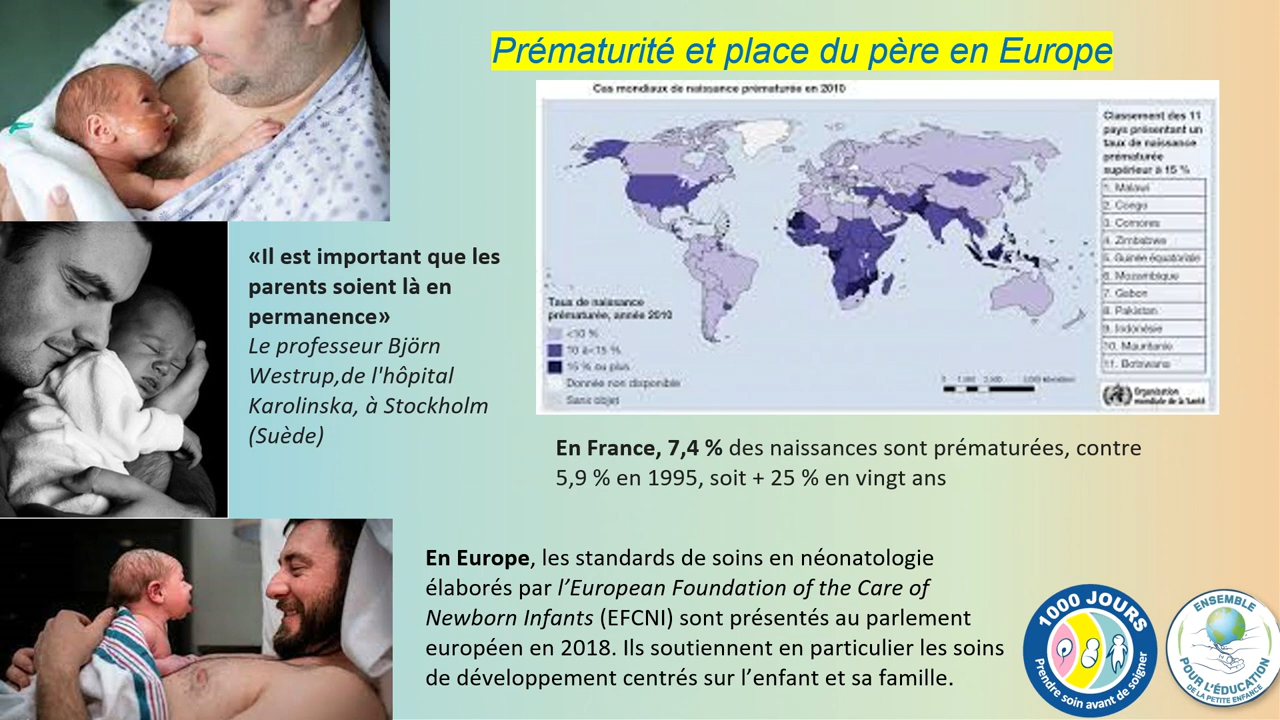 Prématurité et place du père en Europe
Cas mondiaux de naissance prématurée en 2010
Classement des 11
pays présentant un
taux de naissance
prématurée
supérieur à 15 %
1. Malawi
2. Congo
3. Comores
4. Zimbabwe
5. Guinée équatoriale
6. Mozambique
7. Gabon
8. Pakistan
9. Indonésie
10. Mauritanie
11. Botswana
Taux de naissance
prématurée, année 2010
<10 %
10 à<15 %
15 % ou plus
Donnée non disponible
Sans objet
Organisation
mondiale de la Santé
«Il est important que les
parents soient là en
permanence»
Le professeur Björn
Westrup,de l'hôpital
Karolinska, à Stockholm
(Suède)
En France, 7,4 % des naissances sont prématurées, contre
5,9 % en 1995, soit + 25 % en vingt ans
En Europe, les standards de soins en néonatologie
élaborés par l’European Foundation of the Care of
Newborn Infants (EFCNI) sont présentés au parlement
européen en 2018. Ils soutiennent en particulier les soins
de développement centrés sur l’enfant et sa famille.
1000 JOURS
Prendre soin avant de soigner
ENSEMBLE
POUR L'ÉDUCATION
DE LA PETITE ENFANCE